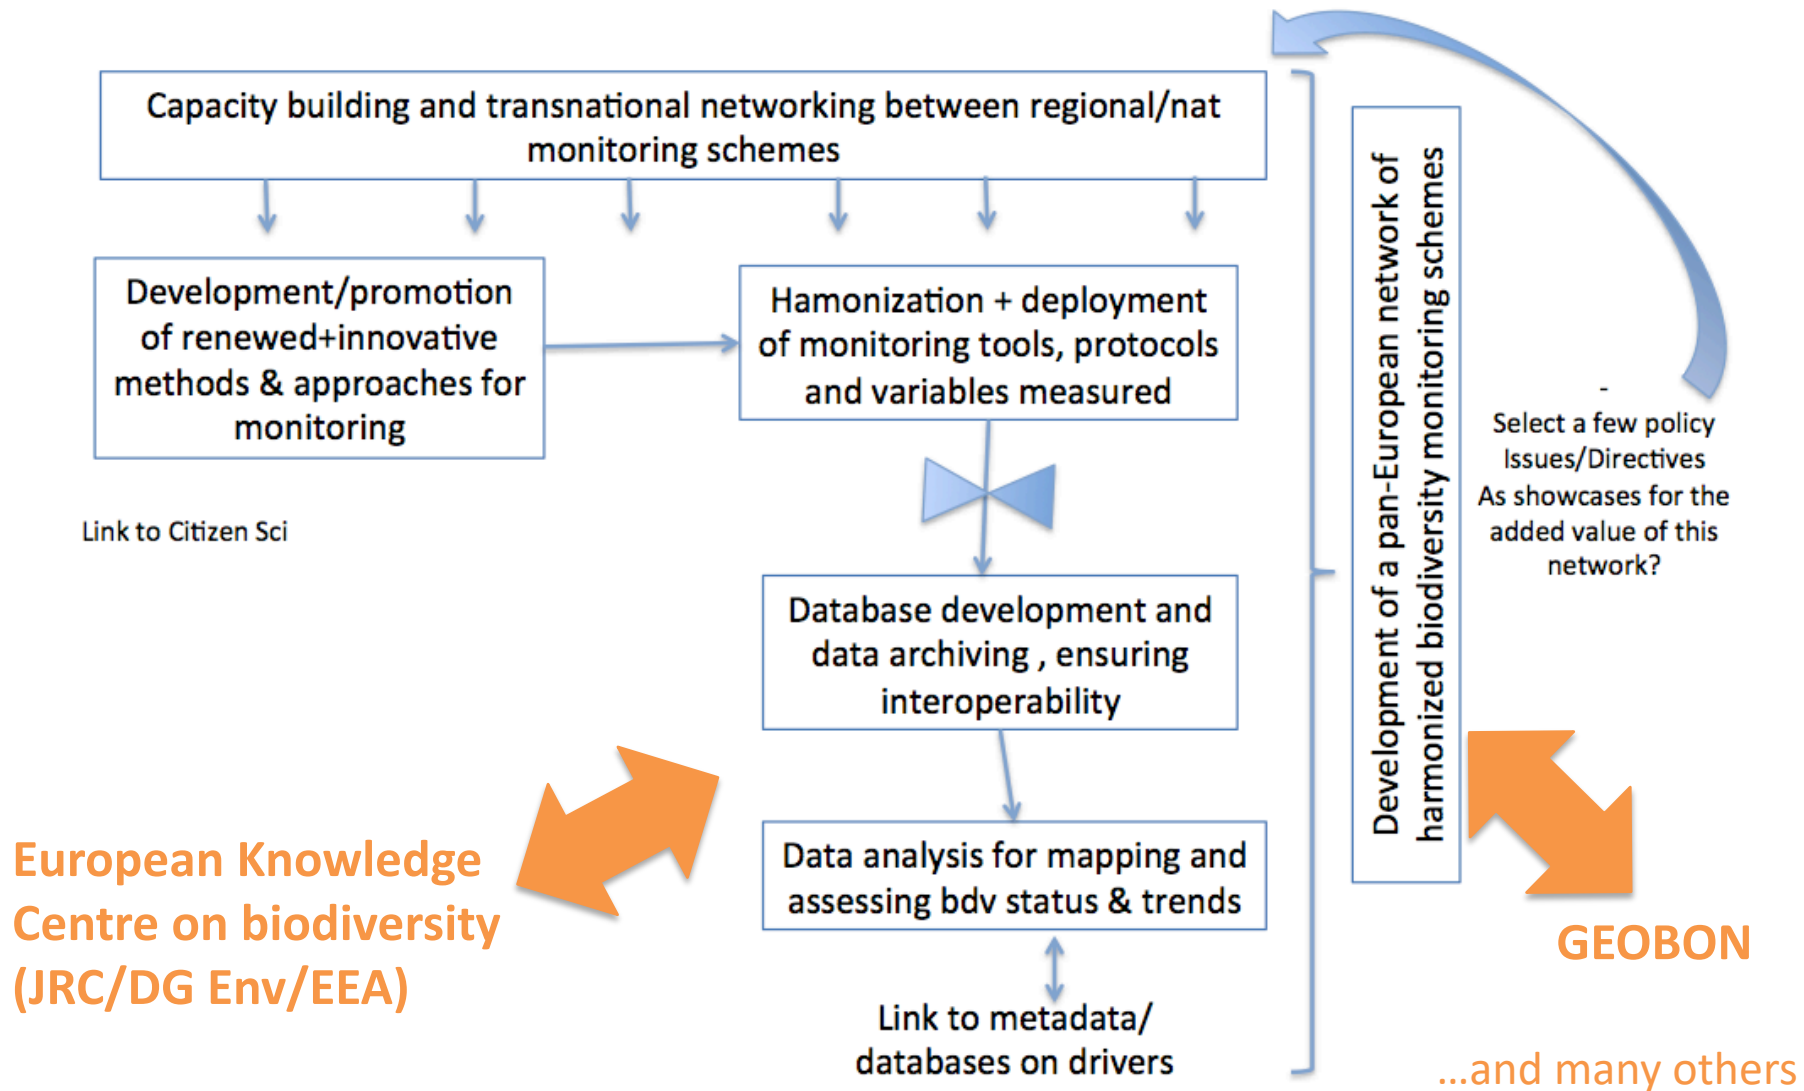 Capacity building and transnational networking between regional/nat
monitoring schemes
Development/promotion
of renewed+innovative
methods & approaches for
monitoring
Hamonization + deployment
of monitoring tools, protocols
and variables measured
Link to Citizen Sci
Database development and
data archiving , ensuring
interoperability
Data analysis for mapping and
assessing bdv status & trends
Link to metadata/
databases on drivers
Development of a pan-European network of
harmonized biodiversity monitoring schemes
-
Select a few policy
Issues/Directives
As showcases for the
added value of this
network?
European Knowledge
Centre on biodiversity
(JRC/DG Env/EEA)
GEOBON
...and many others